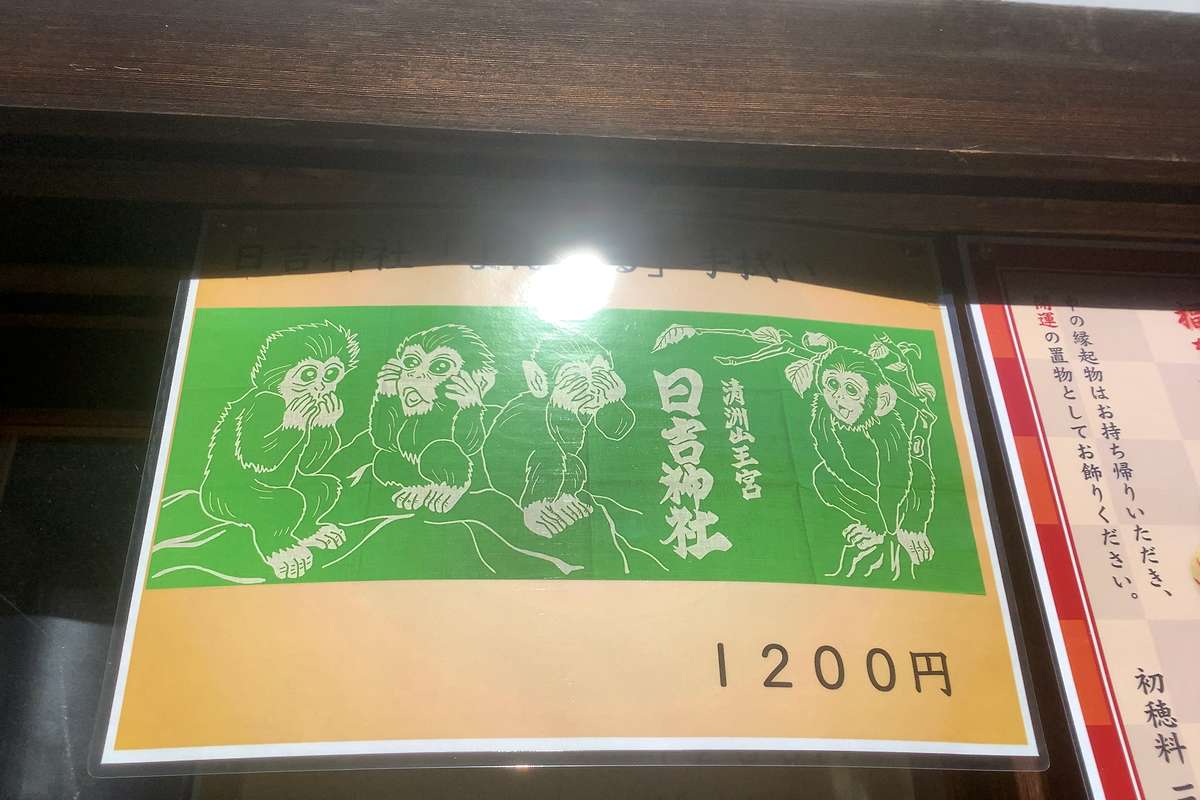 日吉神社「る」手拭い
清洲山王宮
日吉神社
1200円
中の縁起物はお持ち帰りいただき、
開運の置物としてお飾りください。
初穂料